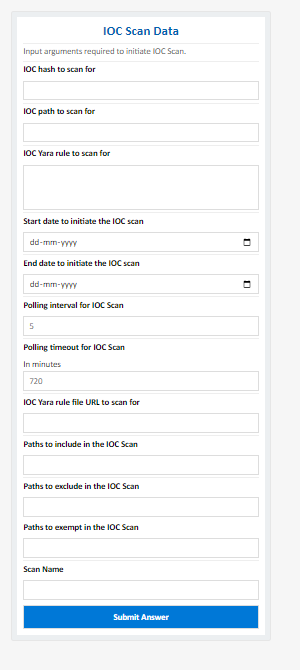 IOC Scan Data
Input arguments required to initiate IOC Scan.
IOC hash to scan for
IOC path to scan for
IOC Yara rule to scan for
Start date to initiate the IOC scan
dd-mm-yyyy
End date to initiate the IOC scan
dd-mm-yyyy
Polling interval for IOC Scan
5
Polling timeout for IOC Scan
In minutes
720
IOC Yara rule file URL to scan for
Paths to include in the IOC Scan
Paths to exclude in the IOC Scan
Paths to exempt in the IOC Scan
Scan Name
Submit Answer